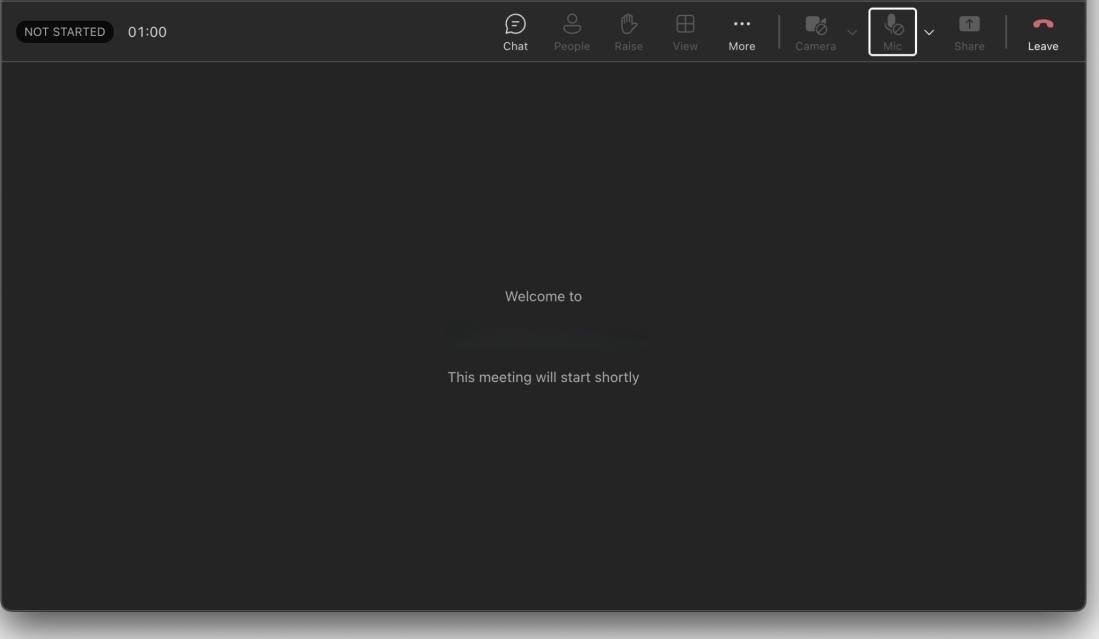 NOT STARTED 01:00 Chat People Raise View More Camera Mic Share Leave
Welcome to
This meeting will start shortly